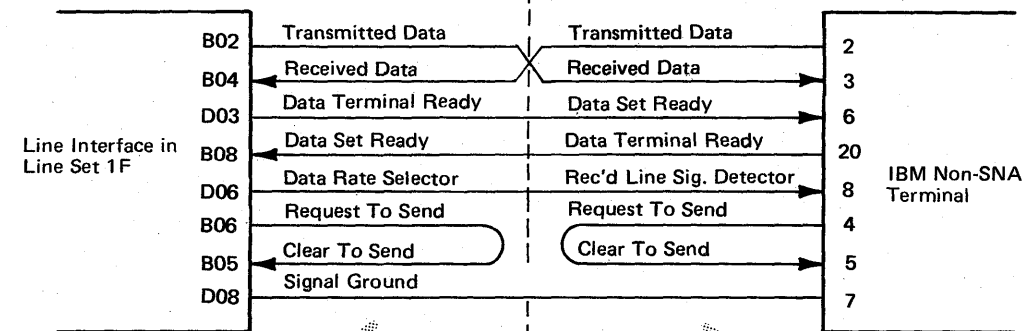 B02 Transmitted Data Transmitted Data 2
B04 Received Data Received Data 3
D03 Data Terminal Ready Data Set Ready 6
Line Interface in
Line Set 1F
B08 Data Set Ready Data Terminal Ready 20
D06 Data Rate Selector Rec'd Line Sig. Detector 8
IBM Non-SNA
Terminal
B06 Request To Send Request To Send 4
B05 Clear To Send Clear To Send 5
D08 Signal Ground 7